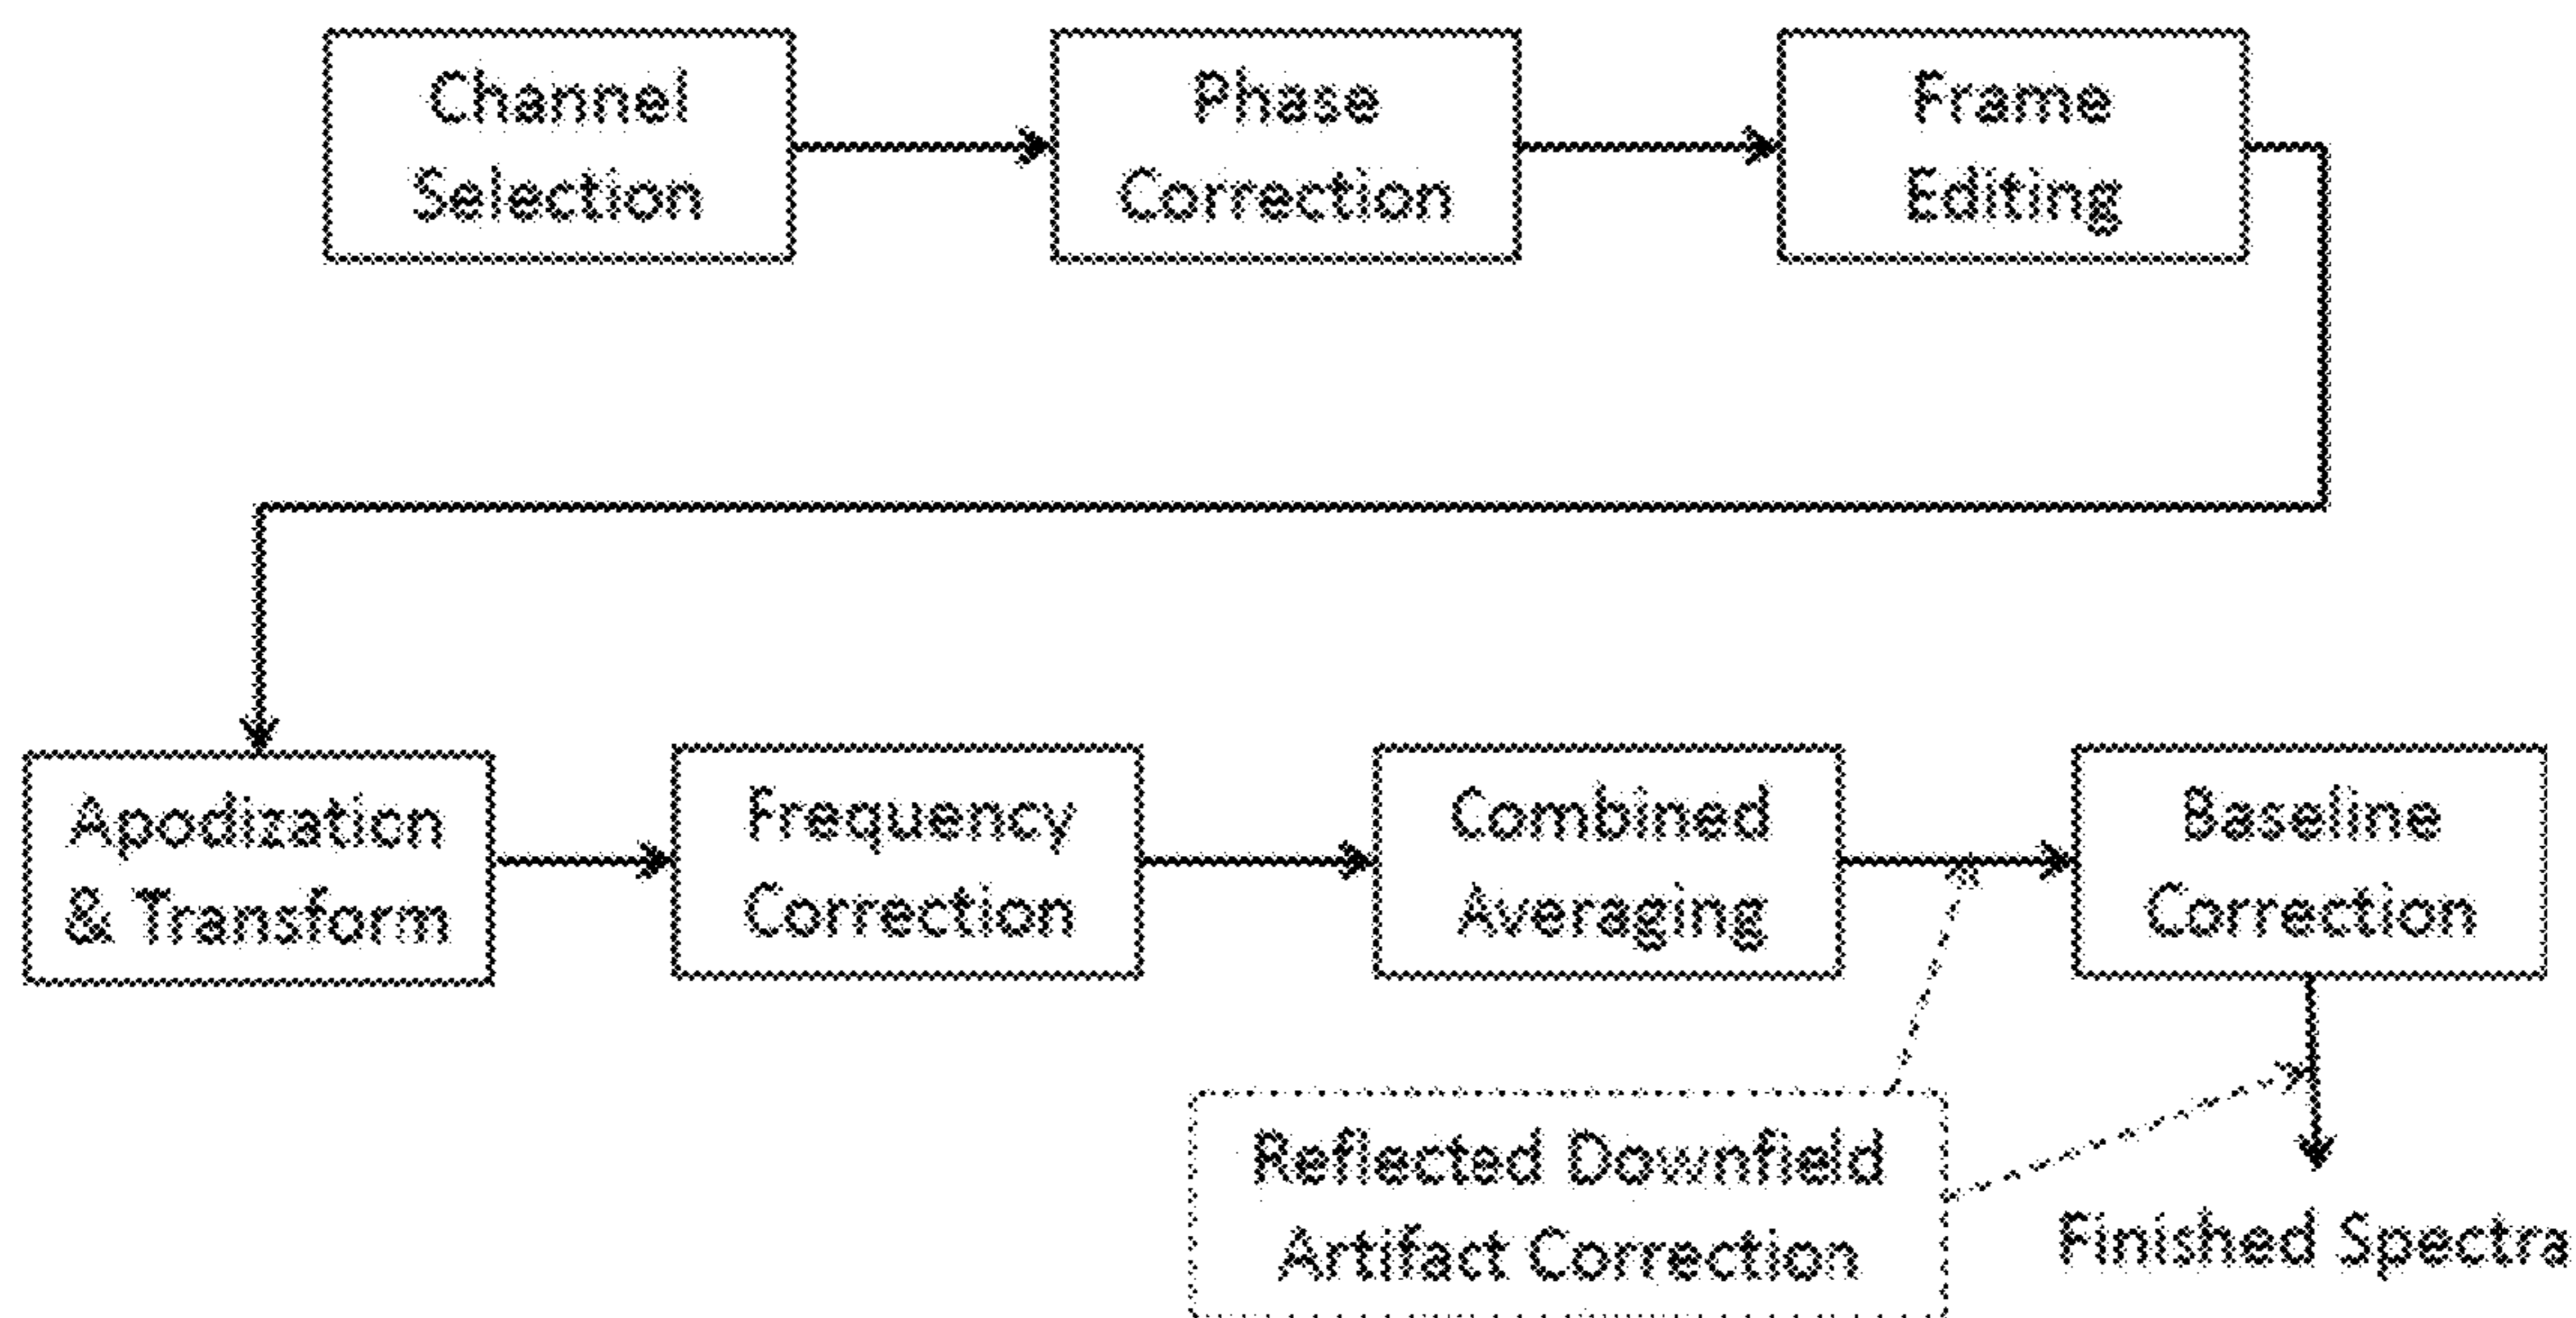 Channel
Selection
Phase
Correction
Frame
Editing
Apodization
& Transform
Frequency
Correction
Combined
Averaging
Baseline
Correction
Reflected Downfield
Artifact Correction
Finished Spectra